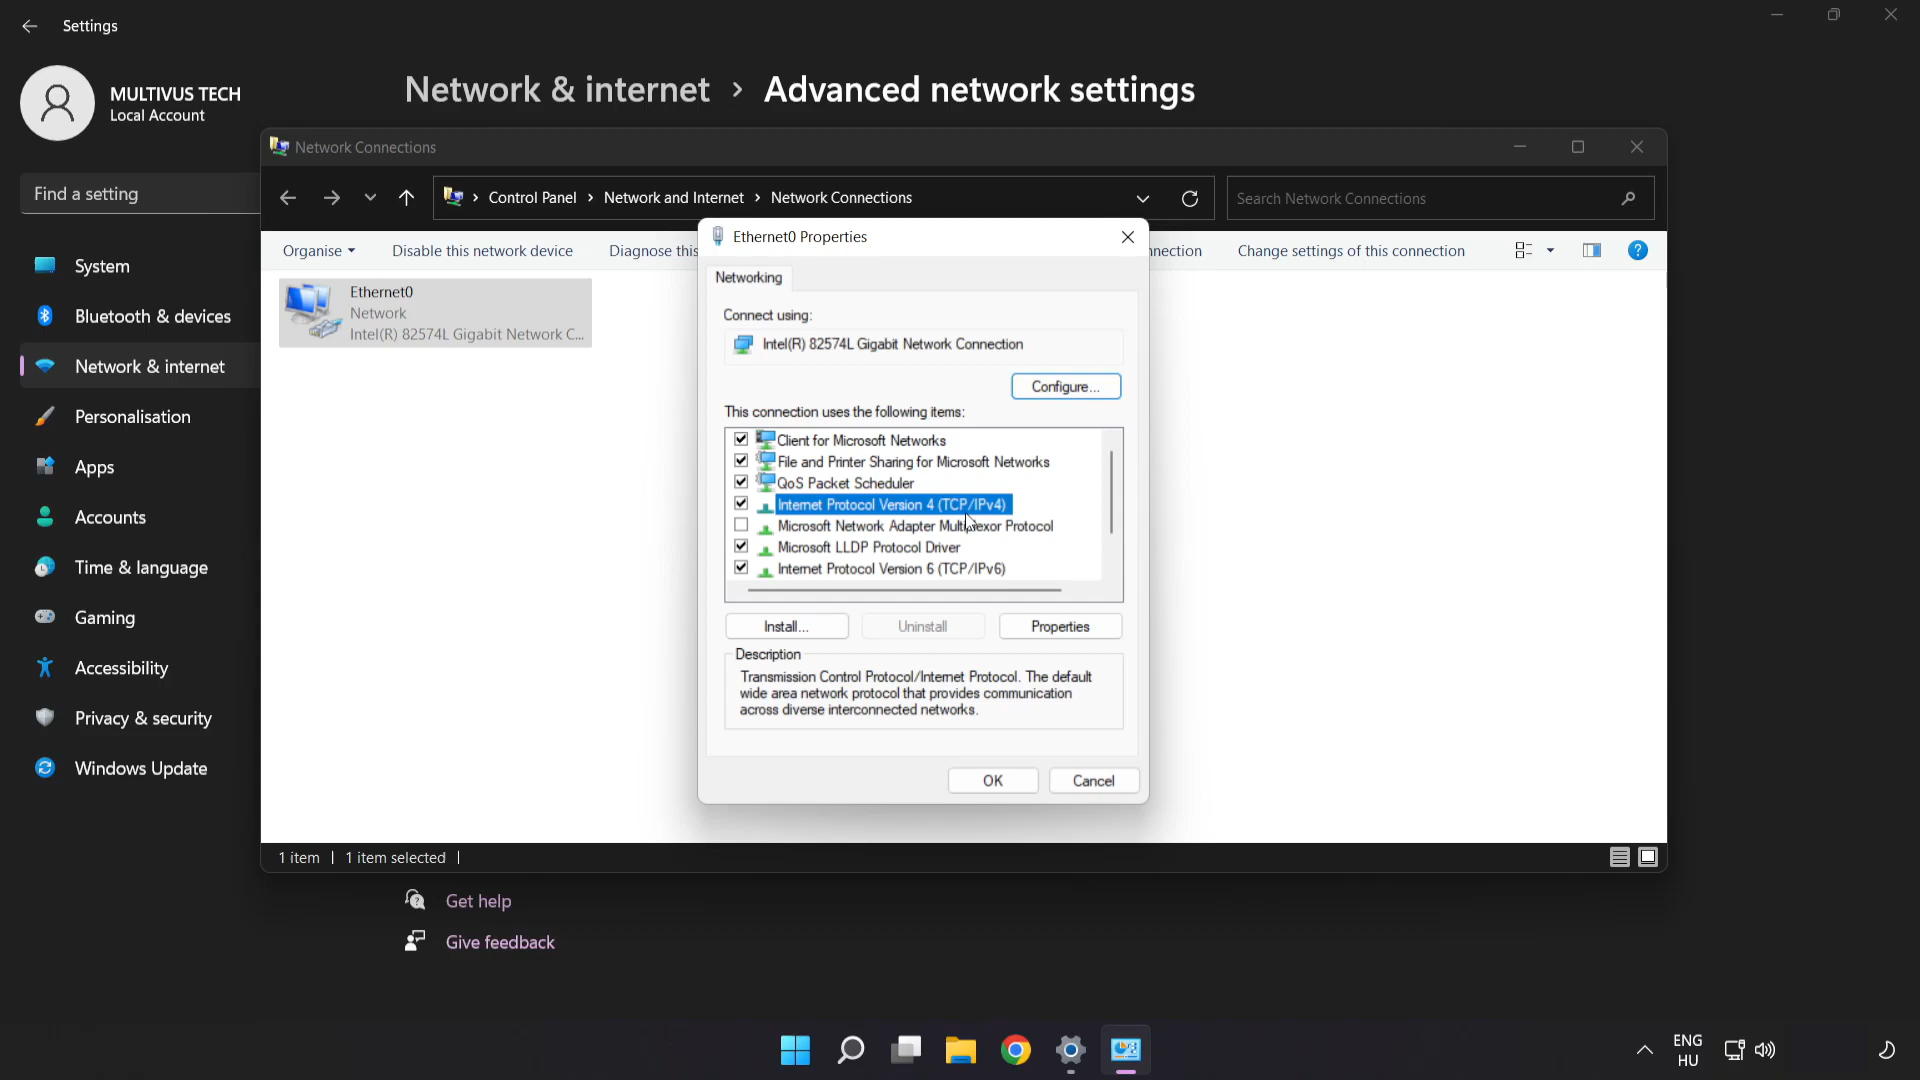 Settings
MULTIVUS TECH
Local Account
Find a setting
System
Bluetooth & devices
Network & internet
Personalisation
Apps
Accounts
Time & language
Gaming
Accessibility
Privacy & security
Windows Update
Network & internet › Advanced network settings
Network Connections
Control Panel › Network and Internet › Network Connections
Search Network Connections
Organise
Disable this network device
Diagnose this
nnection
Change settings of this connection
Ethernet0
Network
Intel(R) 82574L Gigabit Network C...
Ethernet0 Properties
Networking
Connect using:
Intel(R) 82574L Gigabit Network Connection
Configure...
This connection uses the following items:
Client for Microsoft Networks
File and Printer Sharing for Microsoft Networks
QoS Packet Scheduler
Internet Protocol Version 4 (TCP/IPv4)
Microsoft Network Adapter Multiplexor Protocol
Microsoft LLDP Protocol Driver
Internet Protocol Version 6 (TCP/IPv6)
Install...
Uninstall
Properties
Description
Transmission Control Protocol/Internet Protocol. The default
wide area network protocol that provides communication
across diverse interconnected networks.
OK
Cancel
1 item
1 item selected
Get help
Give feedback
ENG
HU